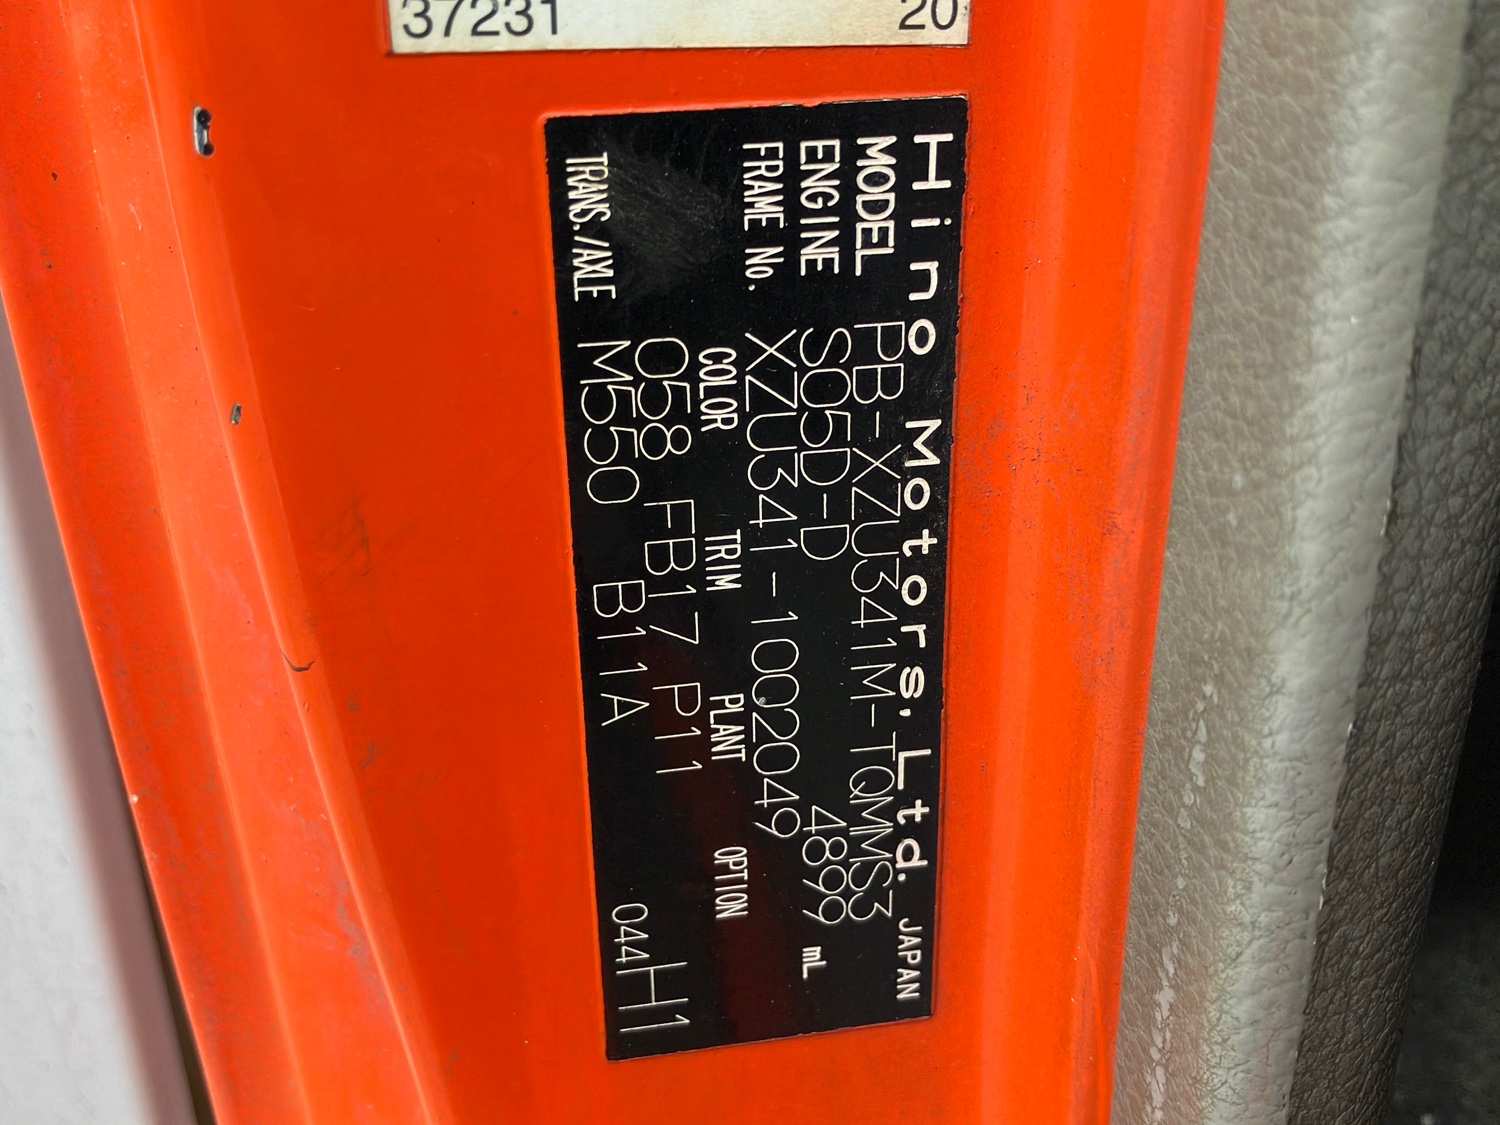 37231 20
Hino Motors, Ltd. JAPAN
MODEL PB-XZU341M-TQMMS3
ENGINE S05D-D 4899 mL
FRAME No. XZU341-1002049
COLOR TRIM PLANT OPTION
058 FB17 P11
TRANS./AXLE M550 B11A 044H1